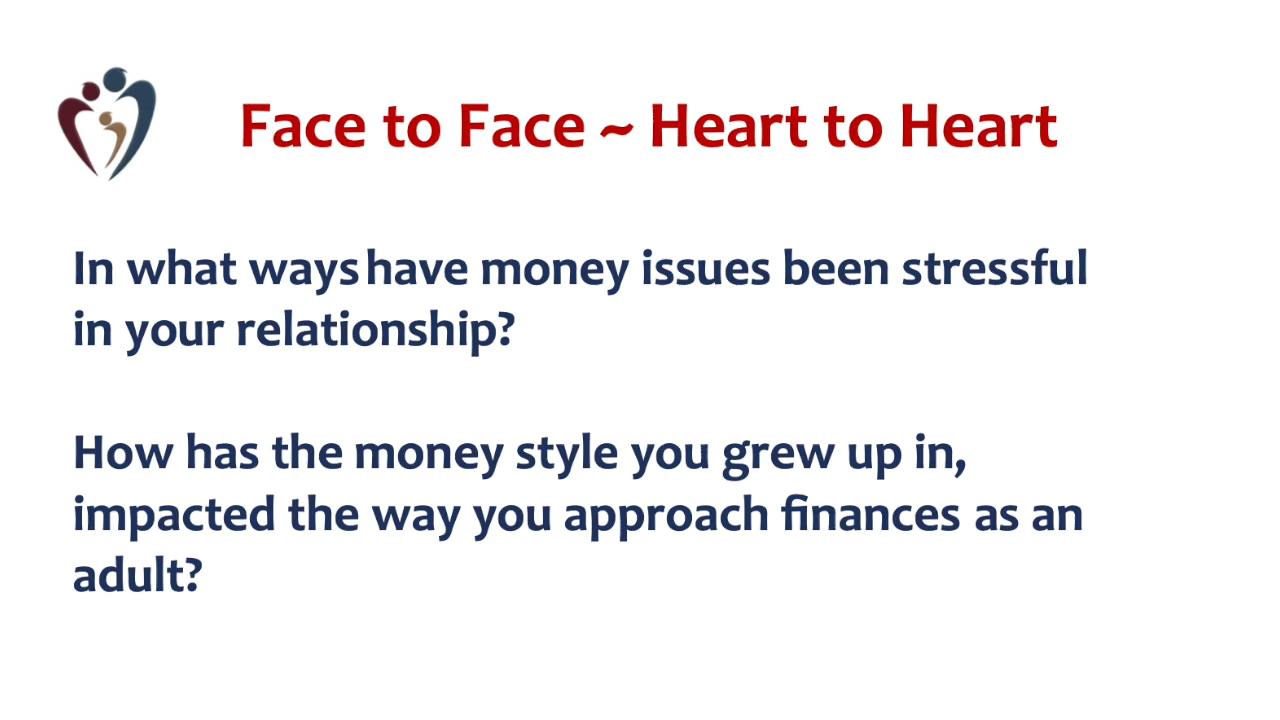 Face to Face ~ Heart to Heart
In what ways have money issues been stressful
in your relationship?
How has the money style you grew up in,
impacted the way you approach finances as an
adult?